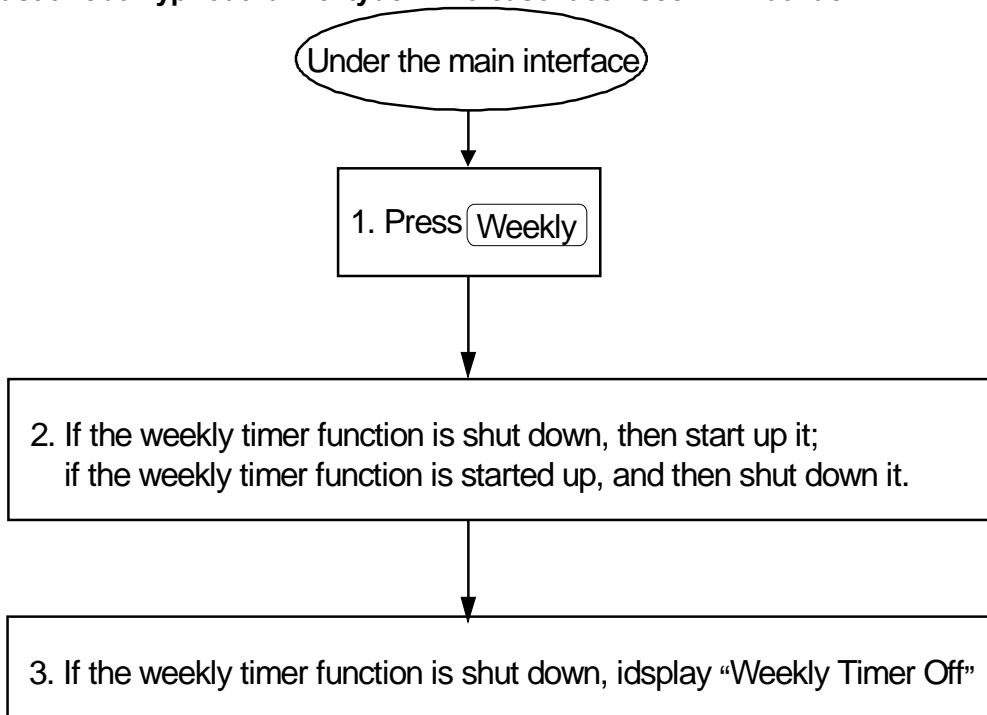 Under the main interface
1. Press Weekly
2. If the weekly timer function is shut down, then start up it;
if the weekly timer function is started up, and then shut down it.
3. If the weekly timer function is shut down, idsplay “Weekly Timer Off”